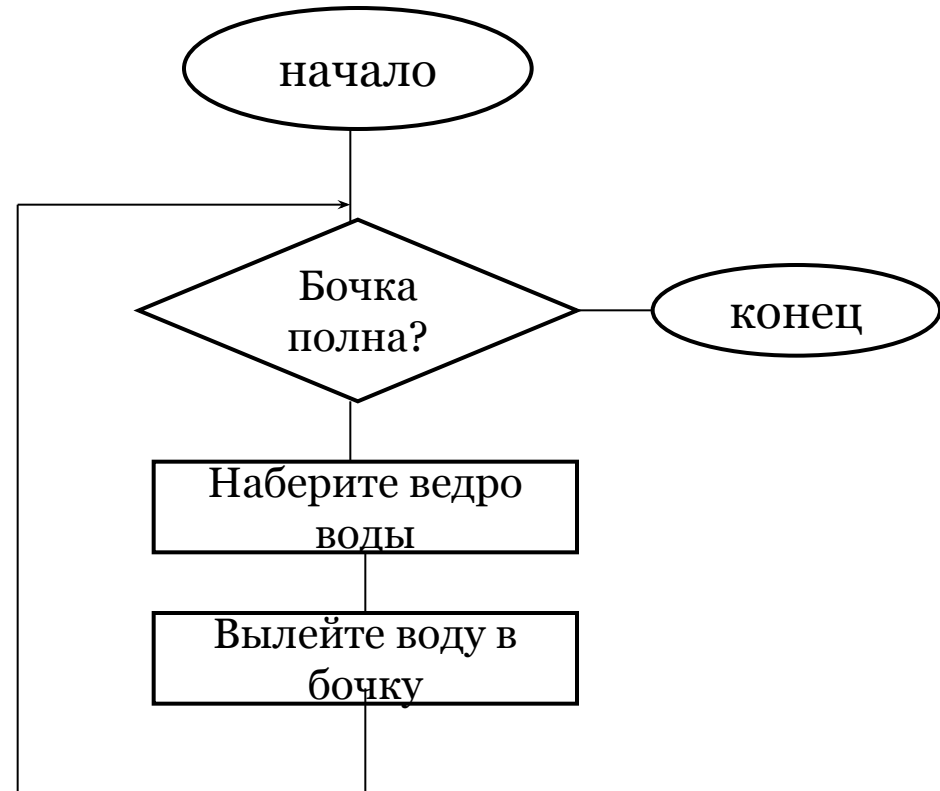 начало
Бочка
полна?
конец
Наберите ведро
воды
Вылейте воду в
бочку